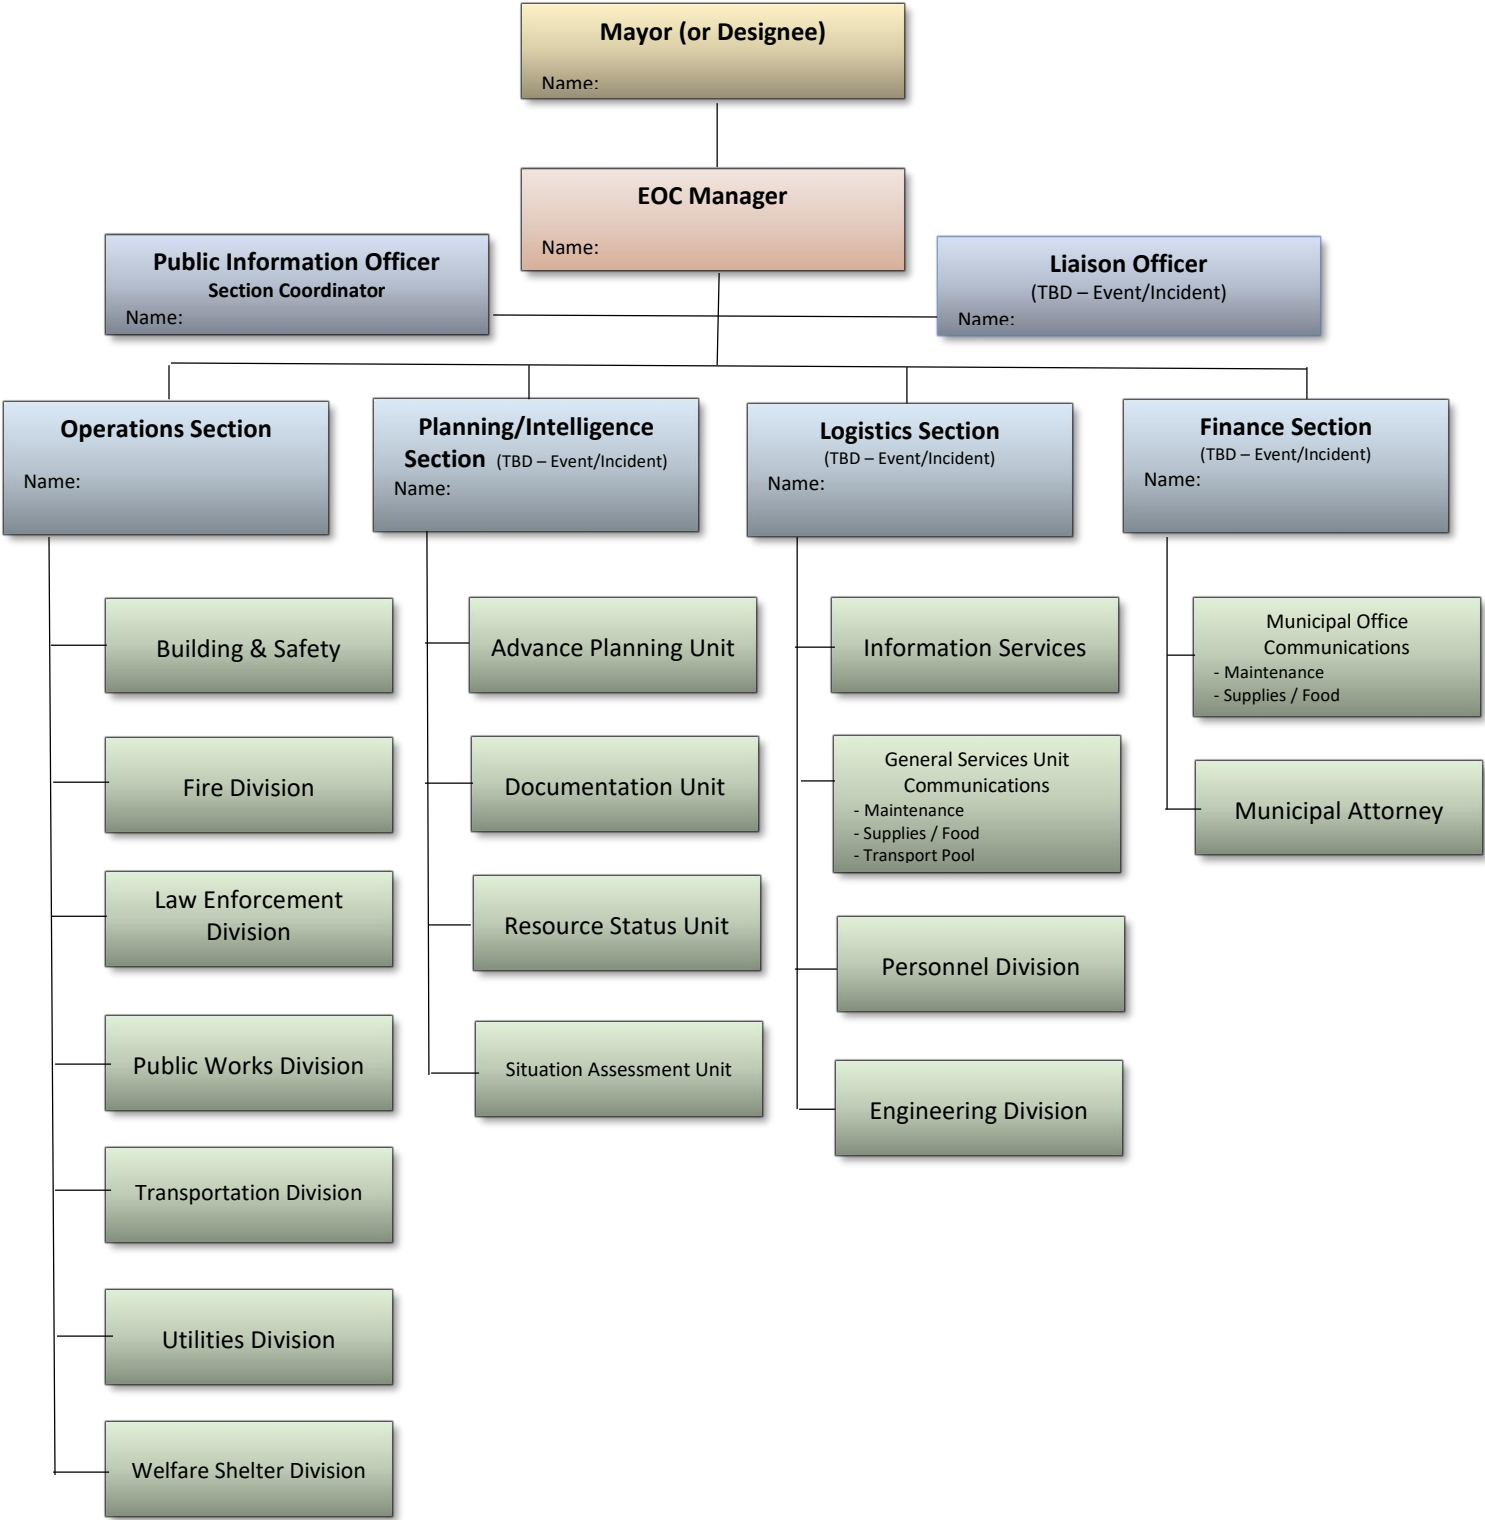 Mayor (or Designee)
Name:
EOC Manager
Name:
Public Information Officer
Section Coordinator
Name:
Liaison Officer
(TBD – Event/Incident)
Name:
Operations Section
Name:
Planning/Intelligence
Section (TBD – Event/Incident)
Name:
Logistics Section
(TBD – Event/Incident)
Name:
Finance Section
(TBD – Event/Incident)
Name:
Building & Safety
Fire Division
Law Enforcement
Division
Public Works Division
Transportation Division
Utilities Division
Welfare Shelter Division
Advance Planning Unit
Documentation Unit
Resource Status Unit
Situation Assessment Unit
Information Services
General Services Unit
Communications
- Maintenance
- Supplies / Food
- Transport Pool
Personnel Division
Engineering Division
Municipal Office
Communications
- Maintenance
- Supplies / Food
Municipal Attorney